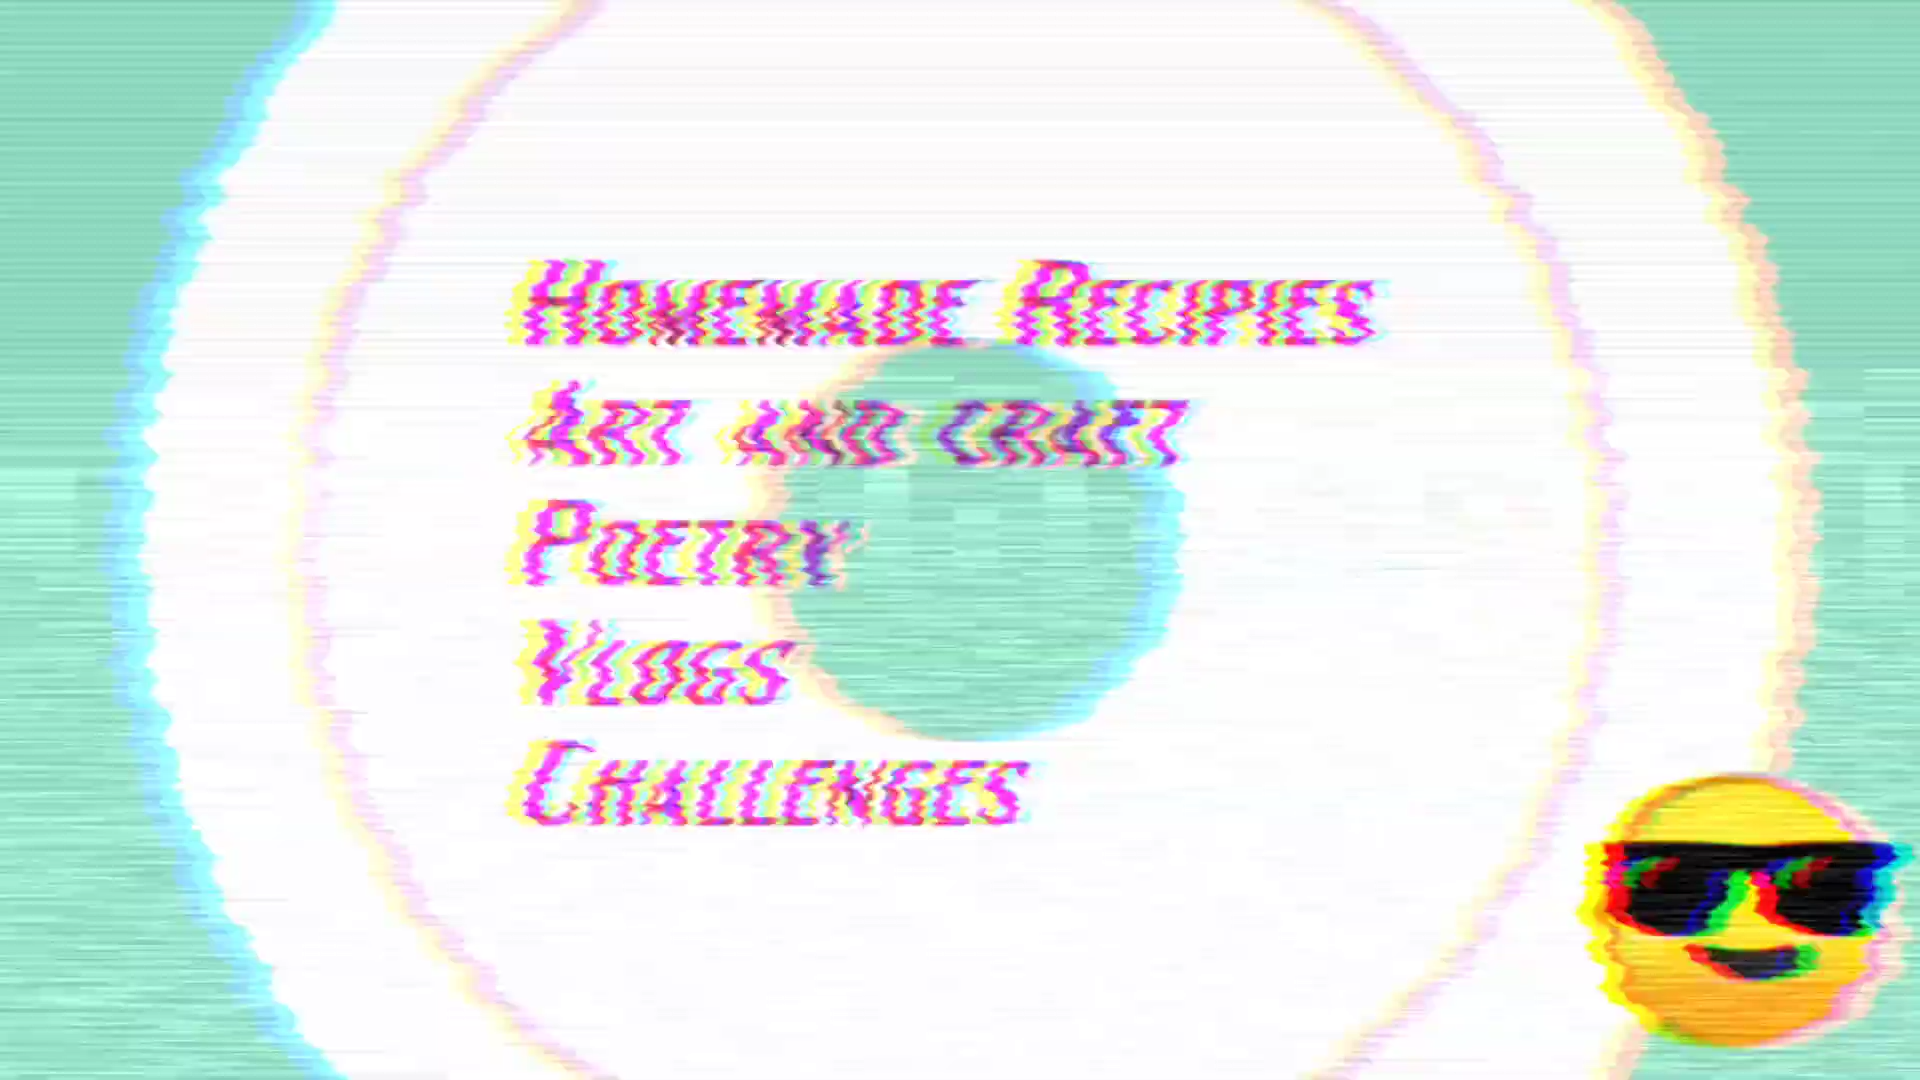 Homemade Recipies
Art and craft
Poetry
Vlogs
Challenges